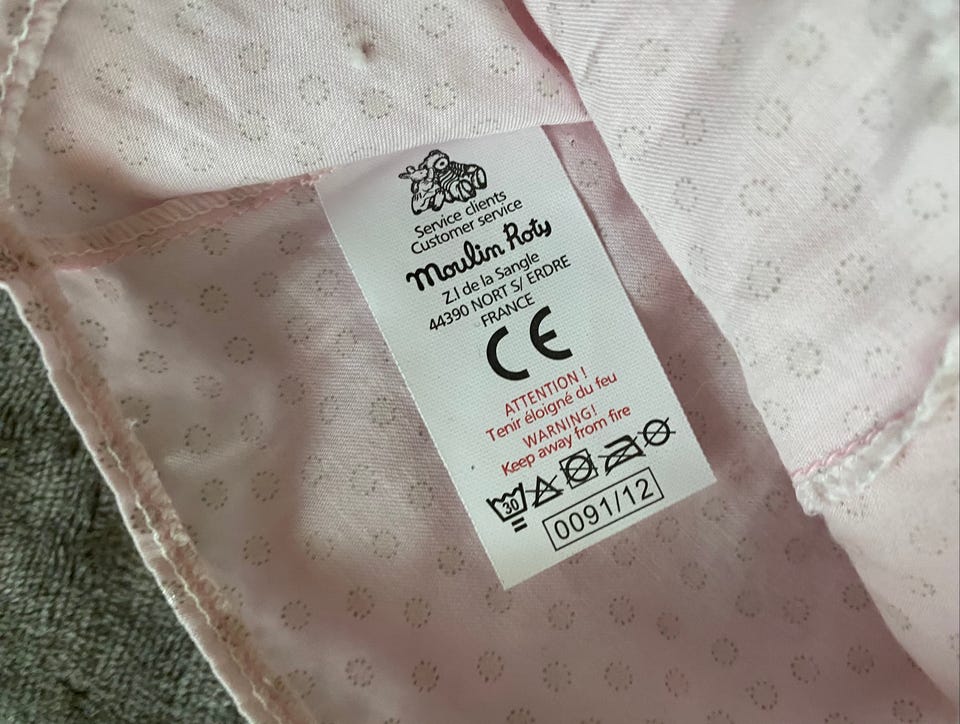 Service clients
Customer service
Moulin Roty
Z.I de la Sangle
44390 NORT S/ ERDRE
FRANCE
CE
ATTENTION !
Tenir éloigné du feu
WARNING!
Keep away from fire
30
0091/12